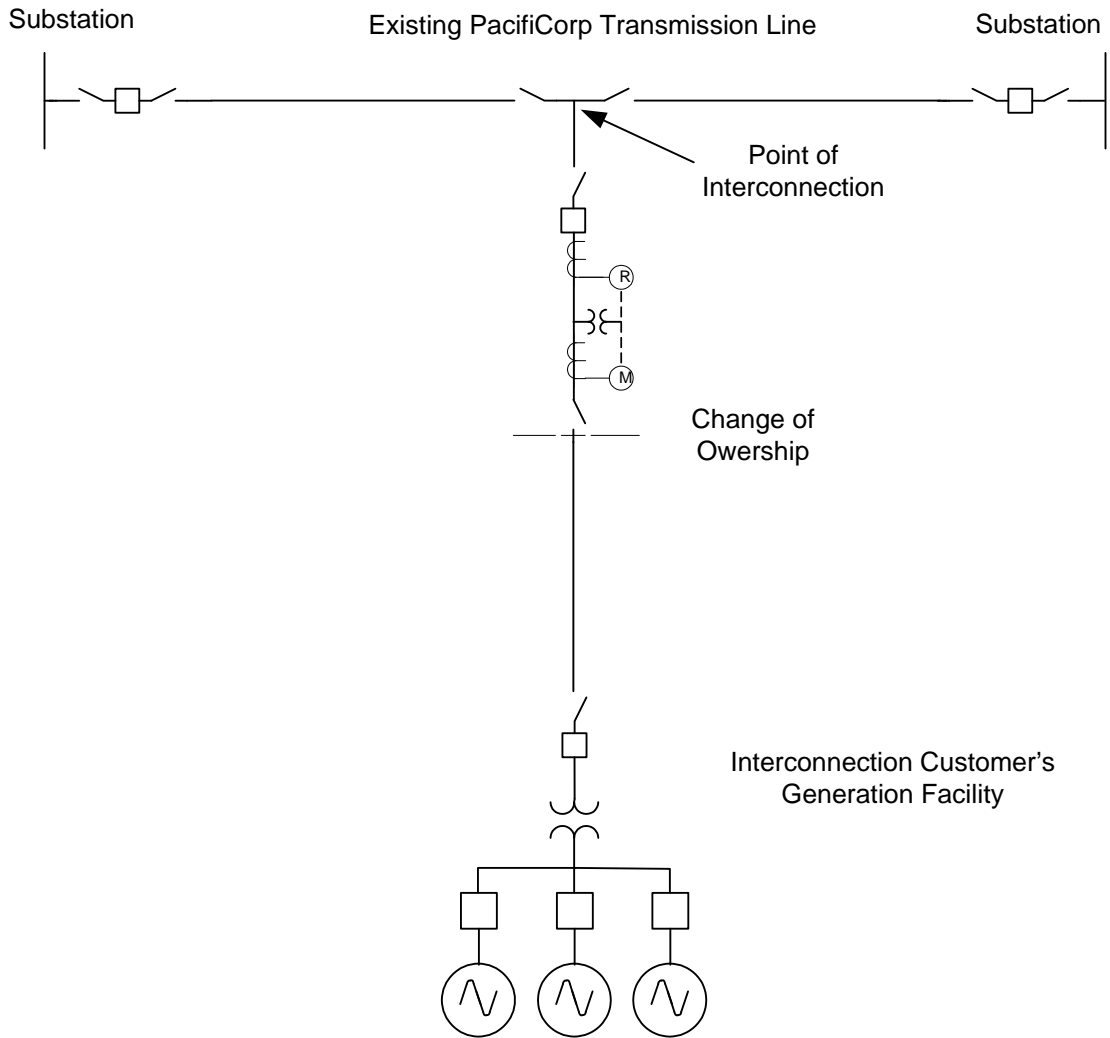 Substation
Existing PacifiCorp Transmission Line
Substation
Point of
Interconnection
R
M
Change of
Owership
Interconnection Customer’s
Generation Facility